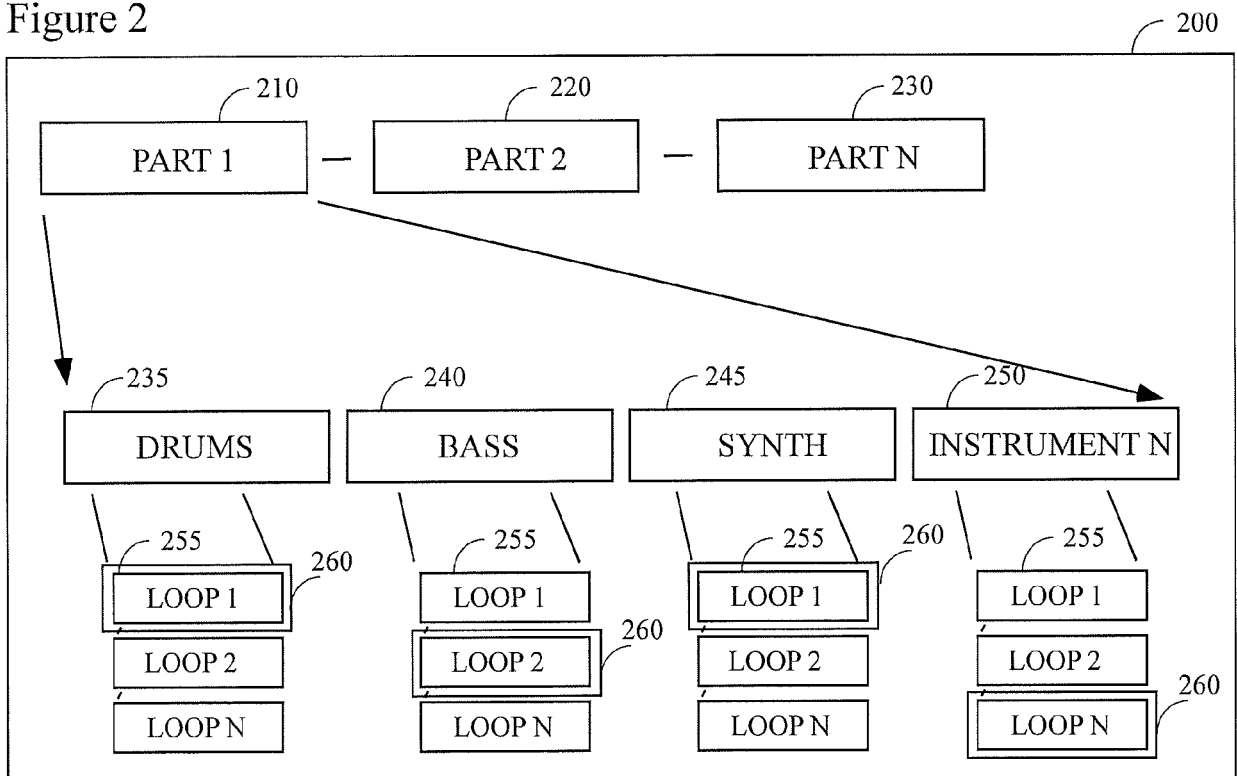 Figure 2
200
210
220
230
PART 1
PART 2
PART N
235
240
245
250
DRUMS
BASS
SYNTH
INSTRUMENT N
255
260
255
255
260
255
LOOP 1
LOOP 1
LOOP 1
LOOP 1
260
LOOP 2
LOOP 2
LOOP 2
LOOP 2
260
LOOP N
LOOP N
LOOP N
LOOP N